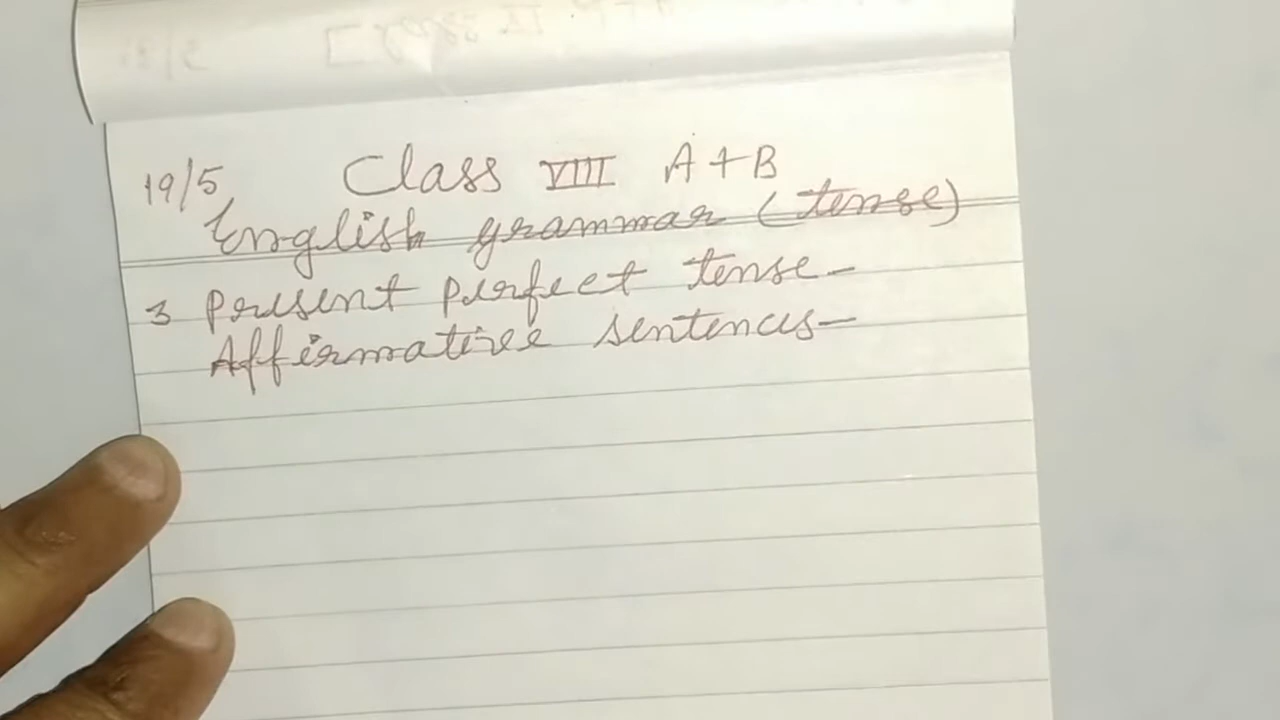 19/5 Class VIII A+B
English grammar (tense)
3 Present perfect tense-
Affirmative sentences-